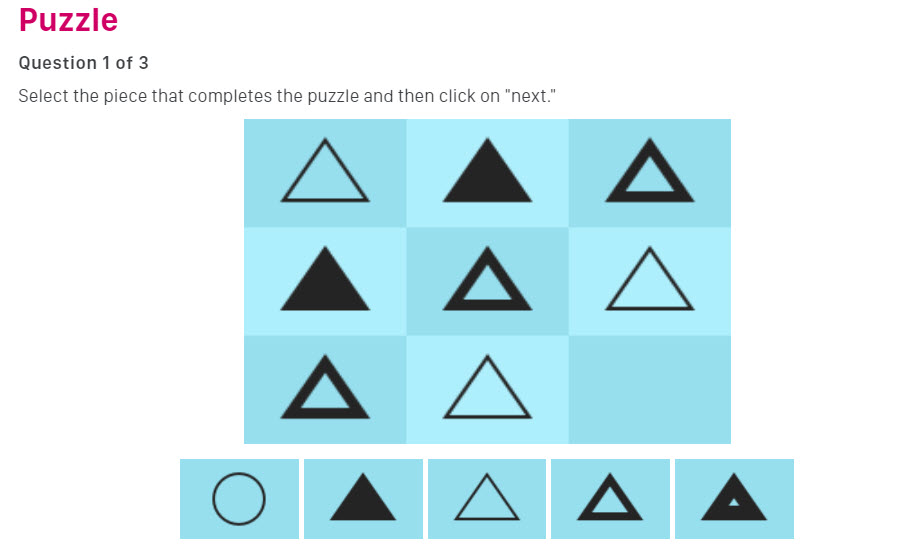 Puzzle
Question 1 of 3
Select the piece that completes the puzzle and then click on "next."